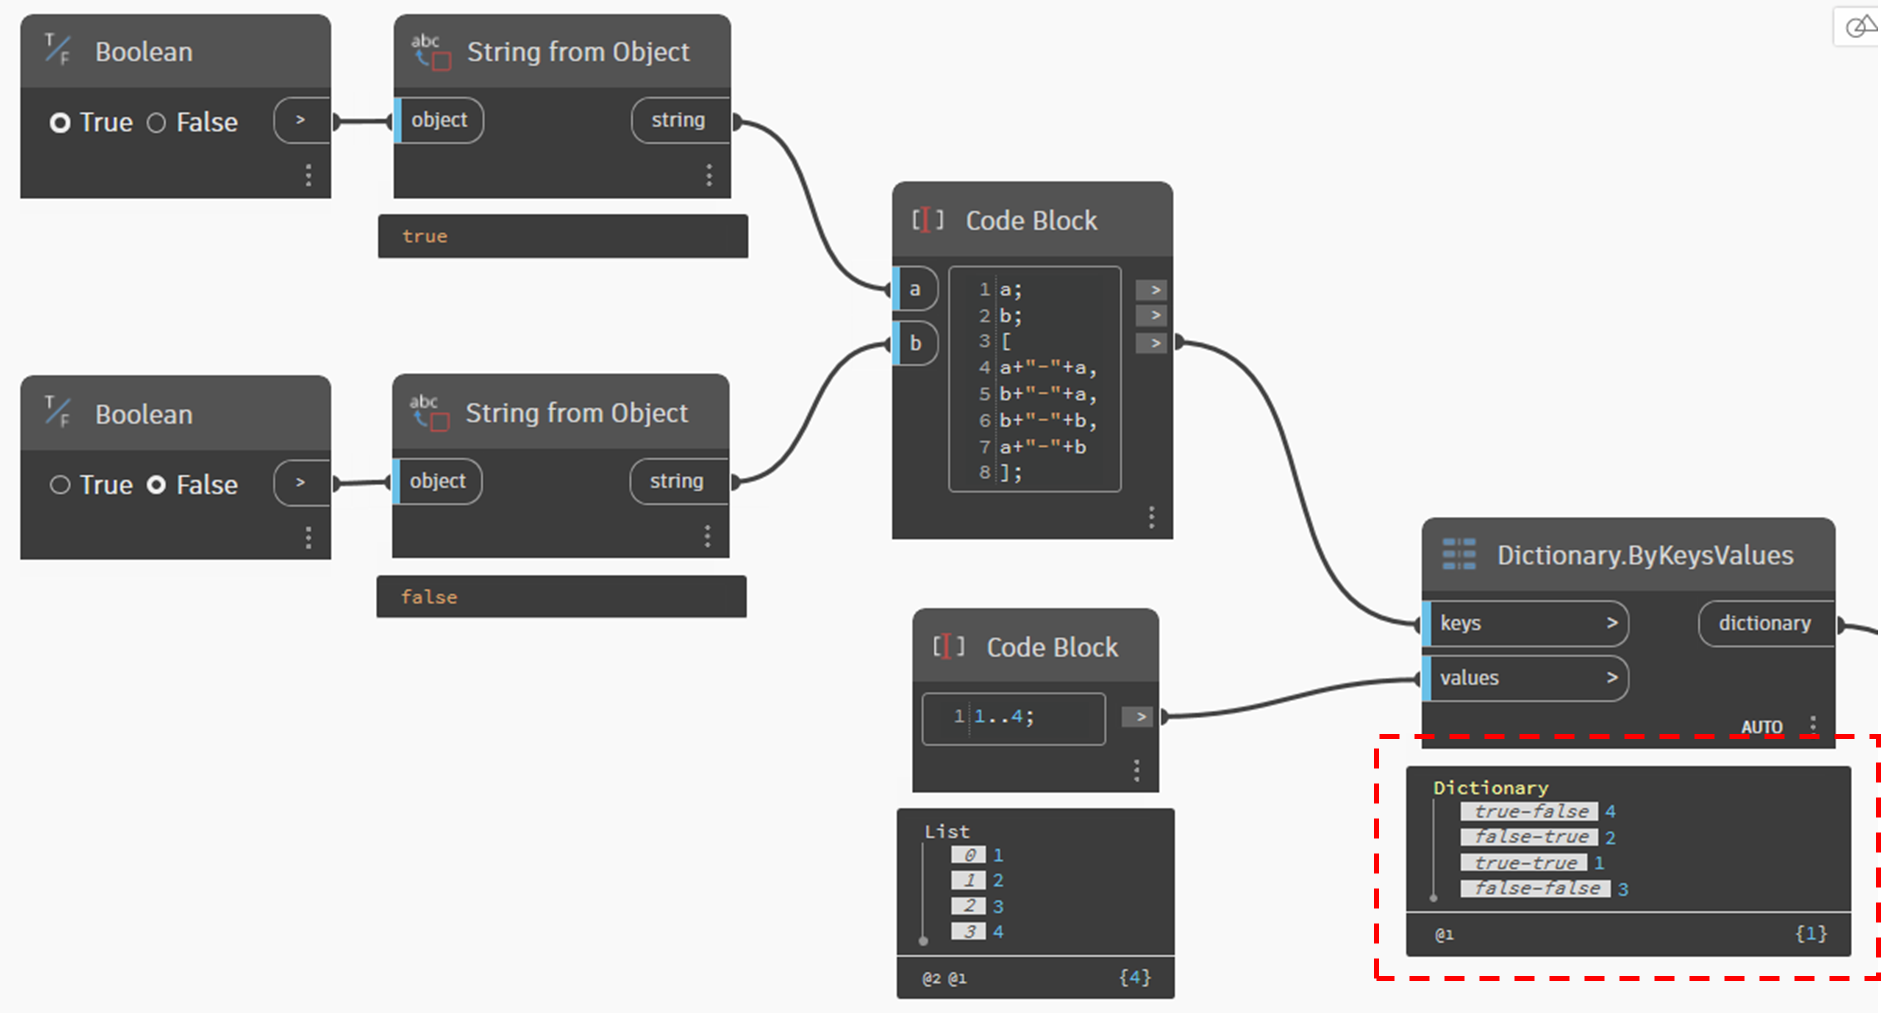 Boolean
True False >
abc
String from Object
object string
true
Boolean
True False >
abc
String from Object
object string
false
Code Block
a
b
1 a; >
2 b; >
3 [ >
4 a+"-"+a,
5 b+"-"+a,
6 b+"-"+b,
7 a+"-"+b
8 ];
Code Block
1 1..4; >
List
0 1
1 2
2 3
3 4
@2 @1 {4}
Dictionary.ByKeysValues
keys > dictionary
values >
AUTO
Dictionary
true-false 4
false-true 2
true-true 1
false-false 3
@1 {1}